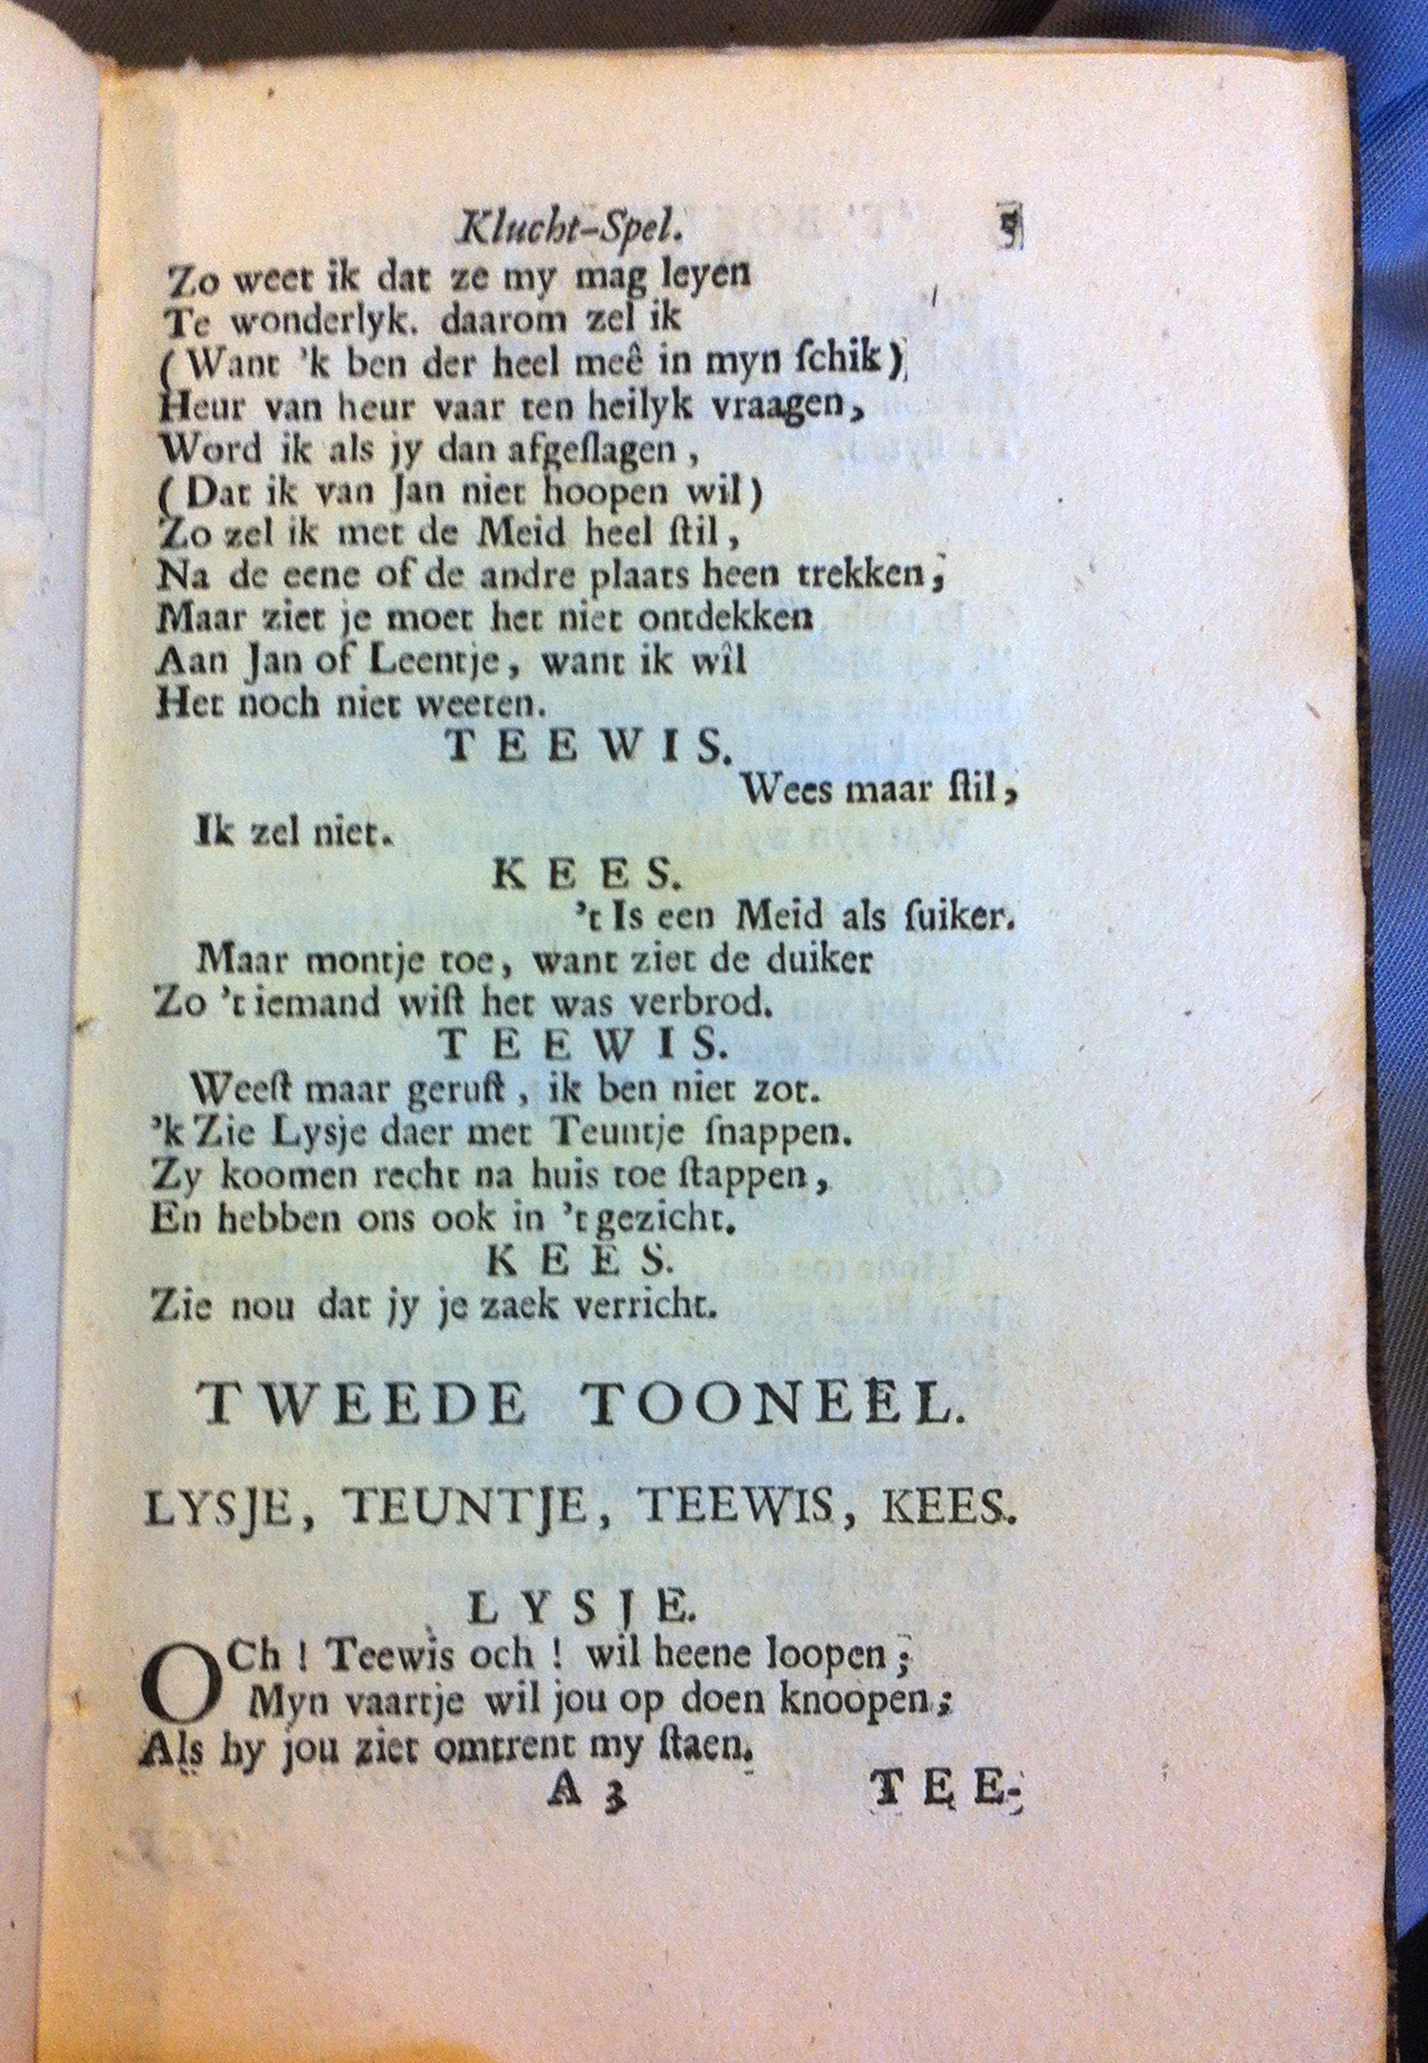 Klucht-Spel. 5
Zo weet ik dat ze my mag leyen
Te wonderlyk. daarom zel ik
(Want 'k ben der heel meê in myn ſchik)
Heur van heur vaar ten heilyk vraagen,
Word ik als jy dan afgeſlagen,
(Dat ik van Jan niet hoopen wil)
Zo zel ik met de Meid heel ſtil,
Na de eene of de andre plaats heen trekken;
Maar ziet je moet het niet ontdekken
Aan Jan of Leentje, want ik wil
Het noch niet weeten.
TEEWIS.
Wees maar ſtil,
Ik zel niet.
KEES.
't Is een Meid als ſuiker.
Maar montje toe, want ziet de duiker
Zo 't iemand wiſt het was verbrod.
TEEWIS.
Weeſt maar geruſt, ik ben niet zot.
'k Zie Lysje daer met Teuntje ſnappen.
Zy koomen recht na huis toe ſtappen,
En hebben ons ook in 't gezicht.
KEES.
Zie nou dat jy je zaek verricht.
TWEEDE TOONEEL.
LYSJE, TEUNTJE, TEEWIS, KEES.
LYSJE.
OCh! Teewis och! wil heene loopen;
Myn vaartje wil jou op doen knoopen;
Als hy jou ziet omtrent my ſtaen.
A 3 TEE-